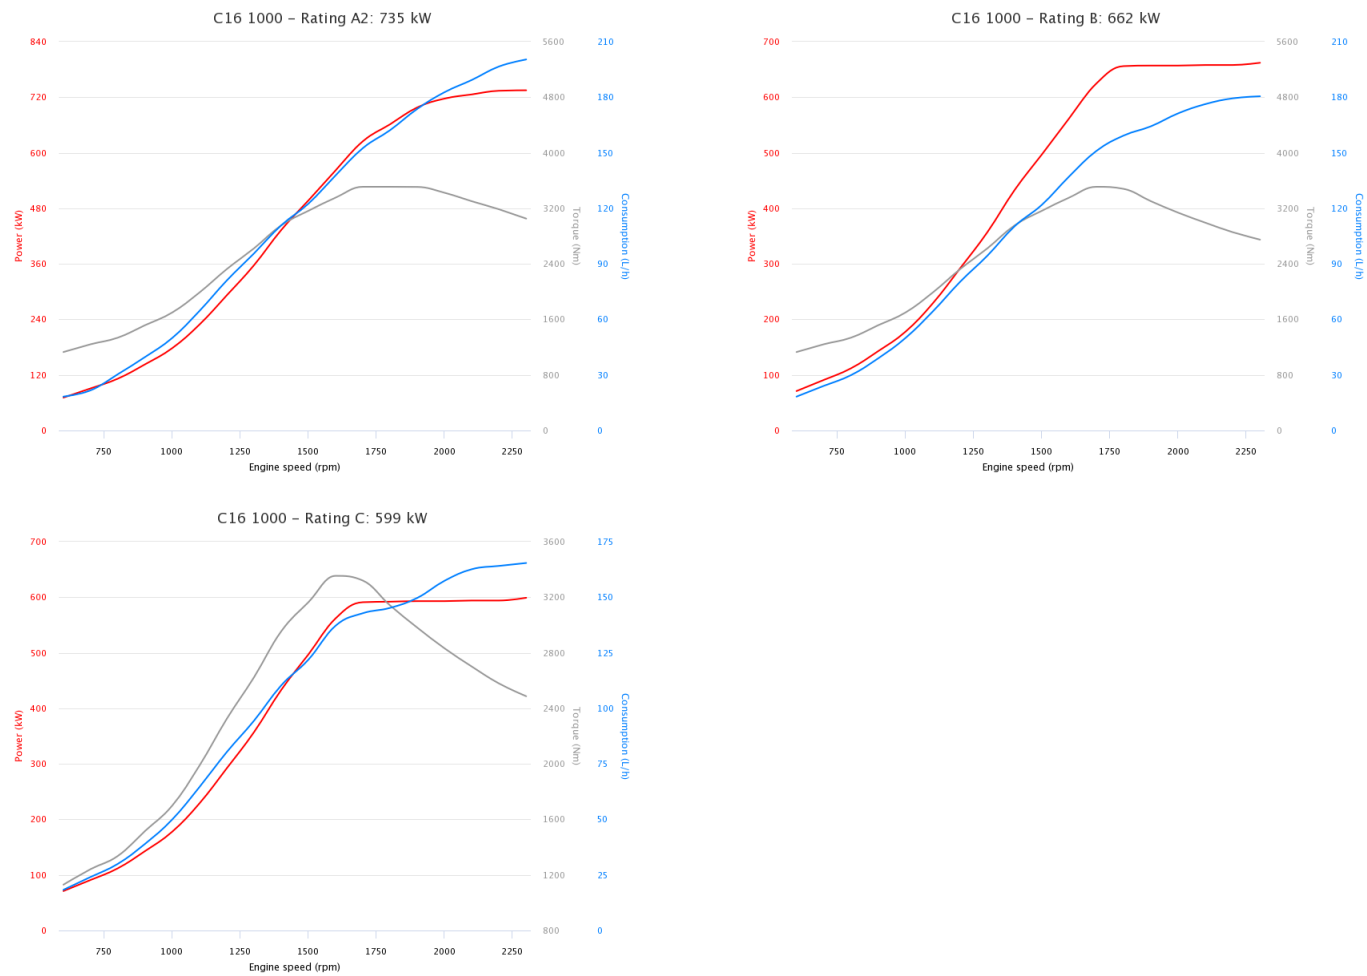 C16 1000 – Rating A2: 735 kW
840 5600 210
720 4800 180
600 4000 150
480 3200 120
360 2400 90
240 1600 60
120 800 30
0 0 0
Power (kW)
Torque (Nm)
Consumption (L/h)
750 1000 1250 1500 1750 2000 2250
Engine speed (rpm)
C16 1000 – Rating B: 662 kW
700 5600 210
600 4800 180
500 4000 150
400 3200 120
300 2400 90
200 1600 60
100 800 30
0 0 0
Power (kW)
Torque (Nm)
Consumption (L/h)
750 1000 1250 1500 1750 2000 2250
Engine speed (rpm)
C16 1000 – Rating C: 599 kW
700 3600 175
600 3200 150
500 2800 125
400 2400 100
300 2000 75
200 1600 50
100 1200 25
0 800 0
Power (kW)
Torque (Nm)
Consumption (L/h)
750 1000 1250 1500 1750 2000 2250
Engine speed (rpm)